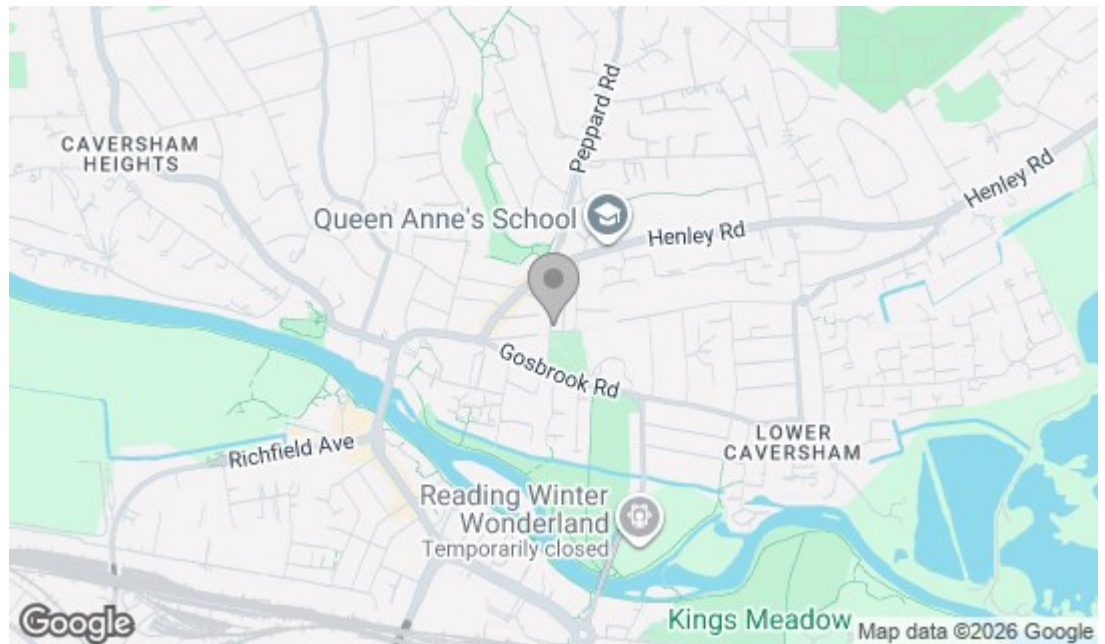 Peppard Rd
CAVERSHAM
HEIGHTS
Henley Rd
Queen Anne's School
Henley Rd
Gosbrook Rd
LOWER
CAVERSHAM
Richfield Ave
Reading Winter
Wonderland
Temporarily closed
Kings Meadow
Google
Map data ©2026 Google